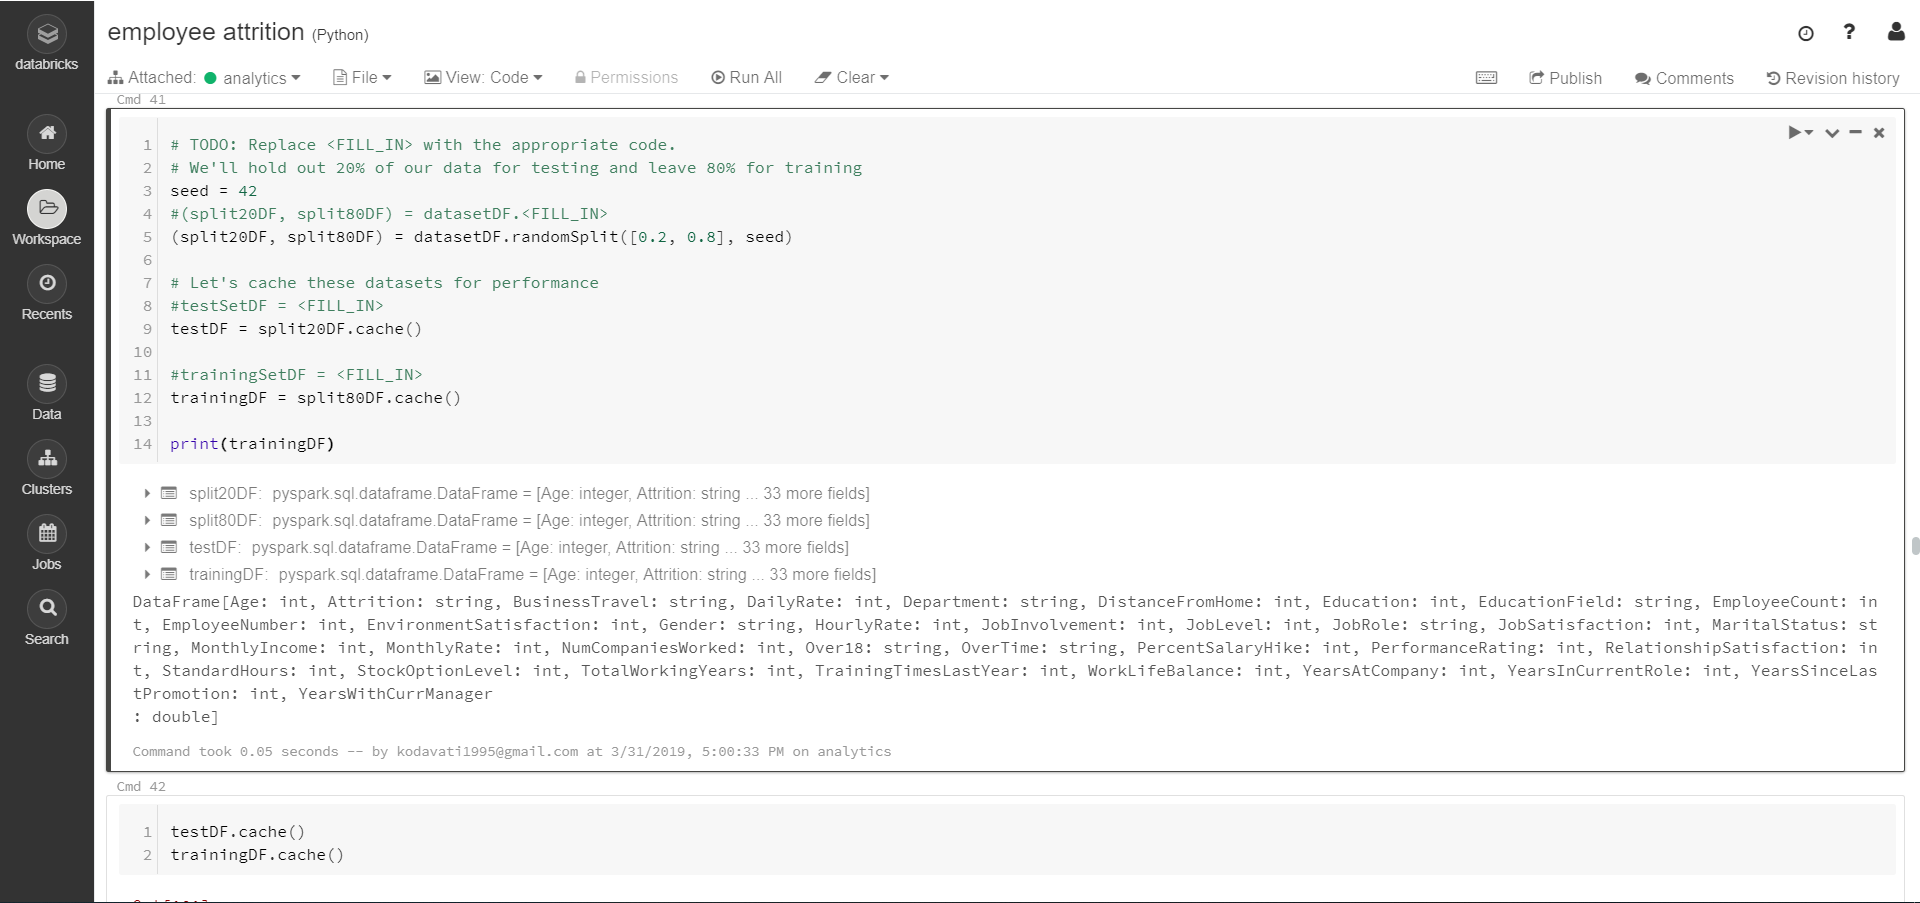 databricks
Home
Workspace
Recents
Data
Clusters
Jobs
Search
employee attrition (Python)
?
Attached: analytics File View: Code Permissions Run All Clear Publish Comments Revision history
Cmd 41
1 # TODO: Replace <FILL_IN> with the appropriate code.
2 # We'll hold out 20% of our data for testing and leave 80% for training
3 seed = 42
4 #(split20DF, split80DF) = datasetDF.<FILL_IN>
5 (split20DF, split80DF) = datasetDF.randomSplit([0.2, 0.8], seed)
6
7 # Let's cache these datasets for performance
8 #testSetDF = <FILL_IN>
9 testDF = split20DF.cache()
10
11 #trainingSetDF = <FILL_IN>
12 trainingDF = split80DF.cache()
13
14 print(trainingDF)
split20DF: pyspark.sql.dataframe.DataFrame = [Age: integer, Attrition: string ... 33 more fields]
split80DF: pyspark.sql.dataframe.DataFrame = [Age: integer, Attrition: string ... 33 more fields]
testDF: pyspark.sql.dataframe.DataFrame = [Age: integer, Attrition: string ... 33 more fields]
trainingDF: pyspark.sql.dataframe.DataFrame = [Age: integer, Attrition: string ... 33 more fields]
DataFrame[Age: int, Attrition: string, BusinessTravel: string, DailyRate: int, Department: string, DistanceFromHome: int, Education: int, EducationField: string, EmployeeCount: in
t, EmployeeNumber: int, EnvironmentSatisfaction: int, Gender: string, HourlyRate: int, JobInvolvement: int, JobLevel: int, JobRole: string, JobSatisfaction: int, MaritalStatus: st
ring, MonthlyIncome: int, MonthlyRate: int, NumCompaniesWorked: int, Over18: string, OverTime: string, PercentSalaryHike: int, PerformanceRating: int, RelationshipSatisfaction: in
t, StandardHours: int, StockOptionLevel: int, TotalWorkingYears: int, TrainingTimesLastYear: int, WorkLifeBalance: int, YearsAtCompany: int, YearsInCurrentRole: int, YearsSinceLas
tPromotion: int, YearsWithCurrManager
: double]
Command took 0.05 seconds -- by kodavati1995@gmail.com at 3/31/2019, 5:00:33 PM on analytics
Cmd 42
1 testDF.cache()
2 trainingDF.cache()